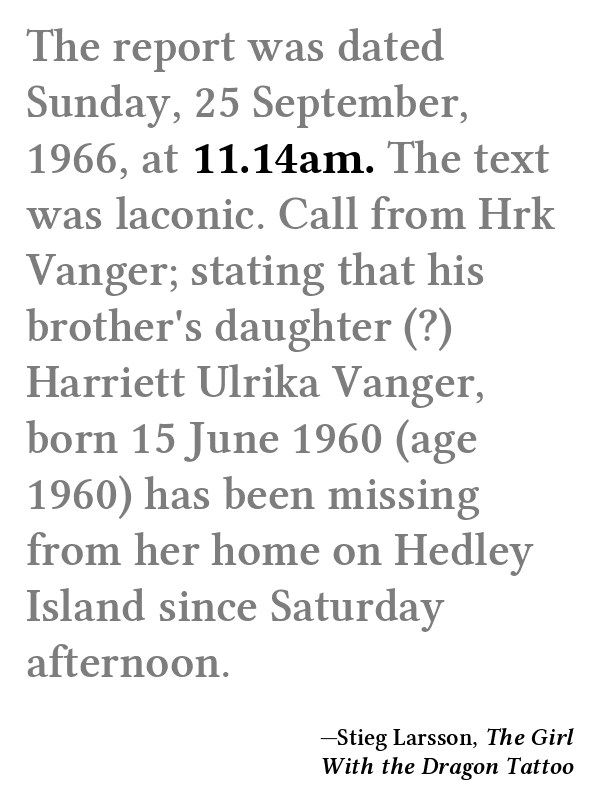 The report was dated
Sunday, 25 September,
1966, at 11.14am. The text
was laconic. Call from Hrk
Vanger; stating that his
brother's daughter (?)
Harriett Ulrika Vanger,
born 15 June 1960 (age
1960) has been missing
from her home on Hedley
Island since Saturday
afternoon.
—Stieg Larsson, The Girl
With the Dragon Tattoo